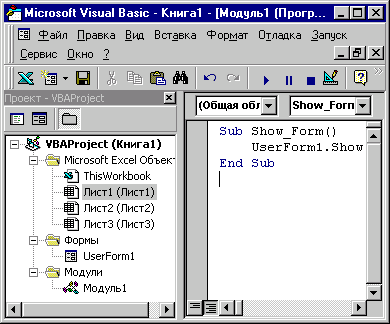 Microsoft Visual Basic - Книга1 - [Модуль1 (Прогр...
Файл Правка Вид Вставка Формат Отладка Запуск
Сервис Окно ?
Проект - VBAProject
(Общая обл
Show_Form
VBAProject (Книга1)
Microsoft Excel Объект
ThisWorkbook
Лист1 (Лист1)
Лист2 (Лист2)
Лист3 (Лист3)
Формы
UserForm1
Модули
Модуль1
Sub Show_Form()
UserForm1.Show
End Sub